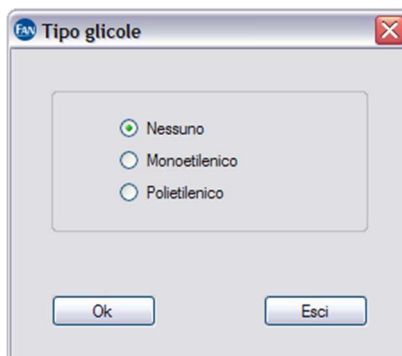 FAN Tipo glicole
Nessuno
Monoetilenico
Polietilenico
Ok Esci